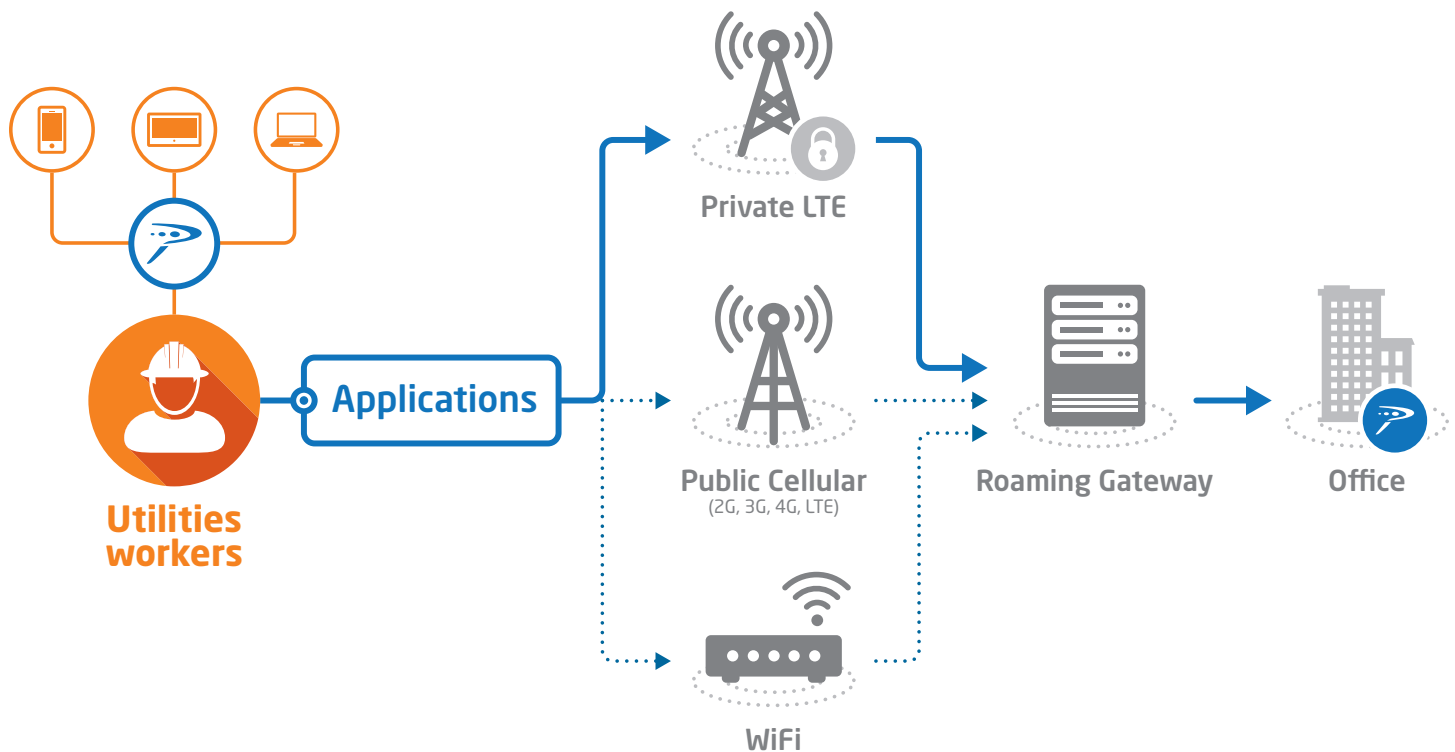 Private LTE
Applications
Public Cellular
(2G, 3G, 4G, LTE)
Roaming Gateway
Office
Utilities
workers
WiFi